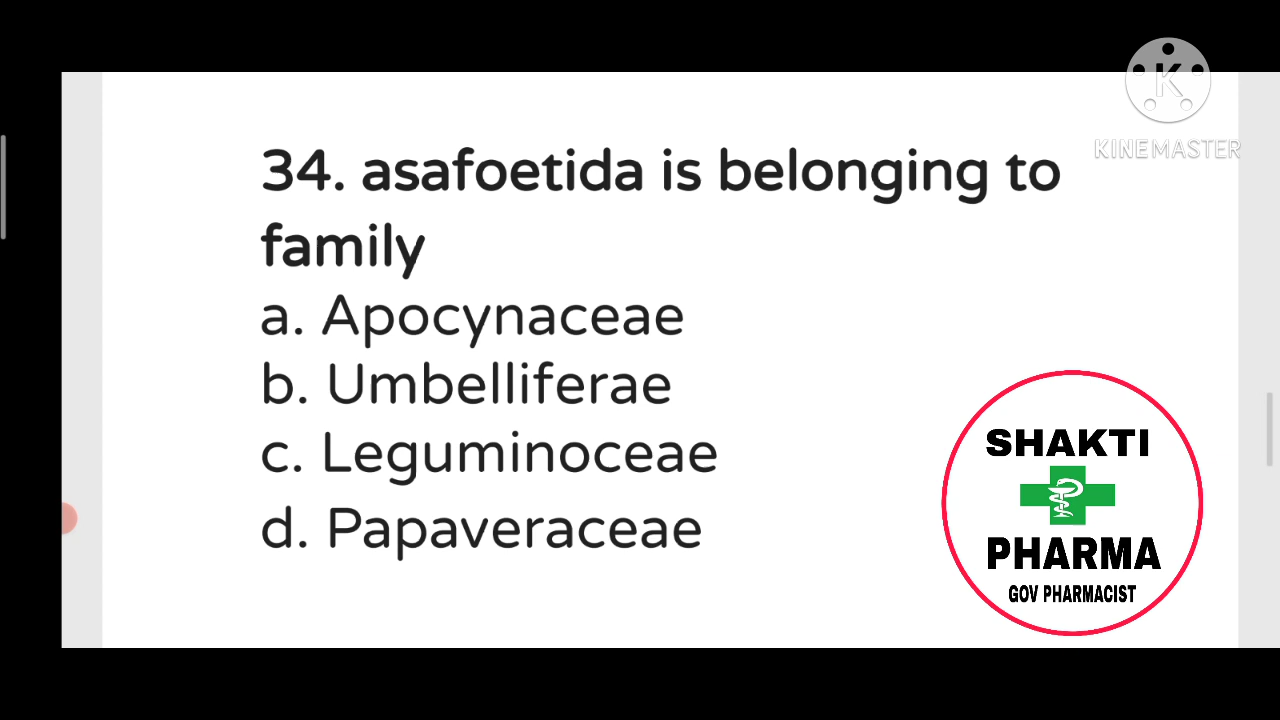 KINEMASTER
34. asafoetida is belonging to
family
a. Apocynaceae
b. Umbelliferae
c. Leguminoceae
d. Papaveraceae
SHAKTI
PHARMA
GOV PHARMACIST